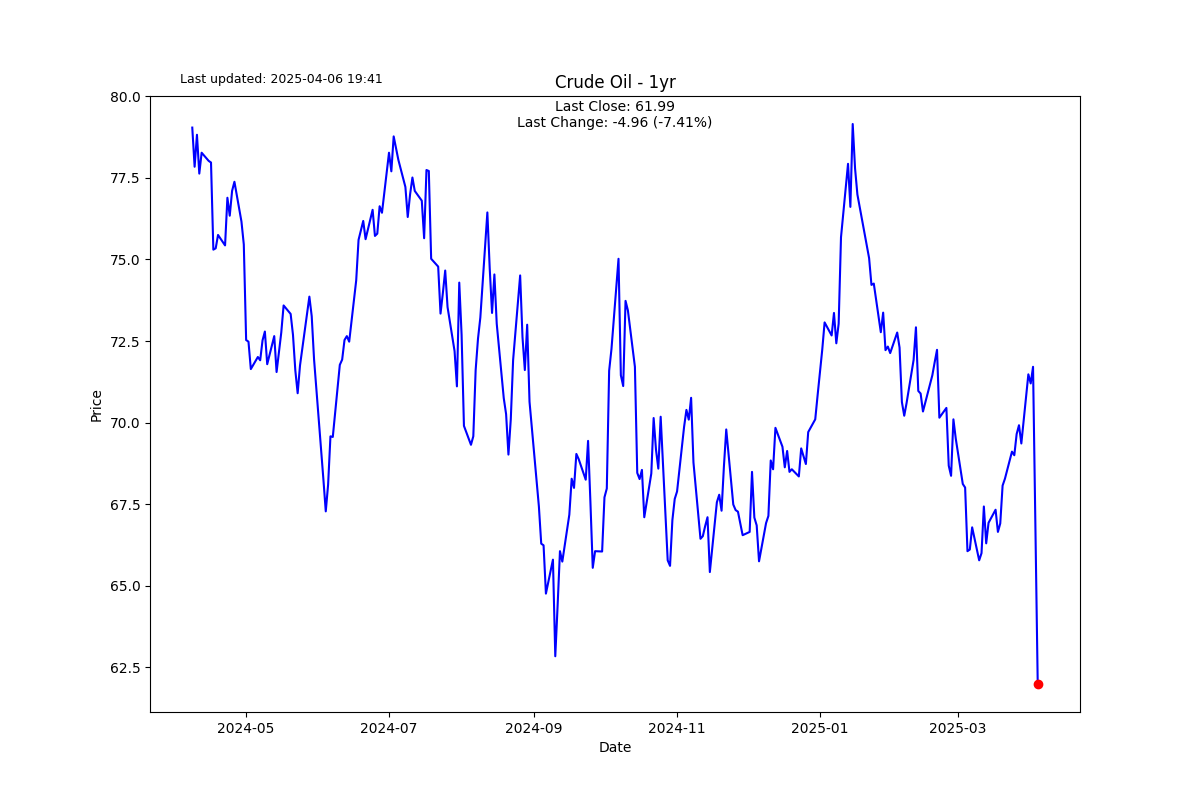 Last updated: 2025-04-06 19:41
Crude Oil - 1yr
Last Close: 61.99
Last Change: -4.96 (-7.41%)
80.0
77.5
75.0
72.5
70.0
67.5
65.0
62.5
Price
2024-05
2024-07
2024-09
2024-11
2025-01
2025-03
Date